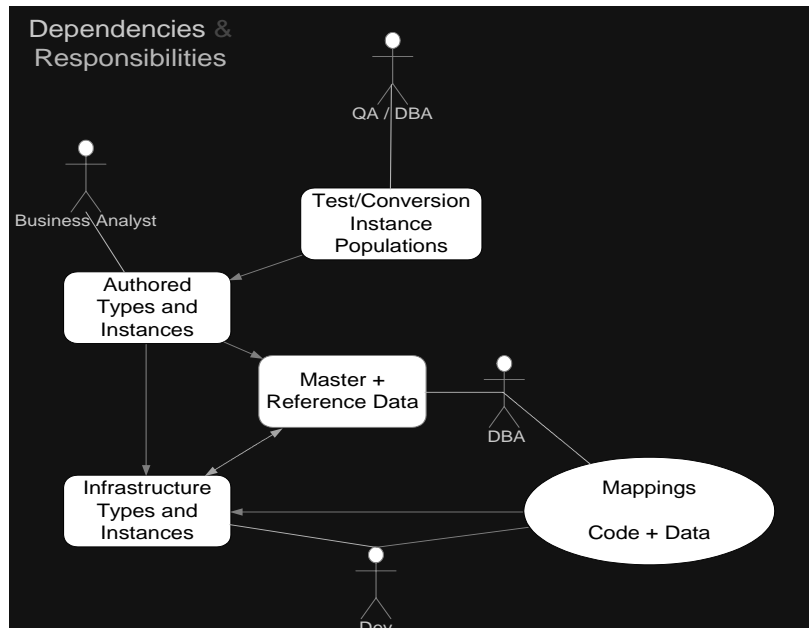 Dependencies &
Responsibilities
QA / DBA
Business Analyst
Test/Conversion
Instance
Populations
Authored
Types and
Instances
Master +
Reference Data
DBA
Infrastructure
Types and
Instances
Mappings
Code + Data
Dev